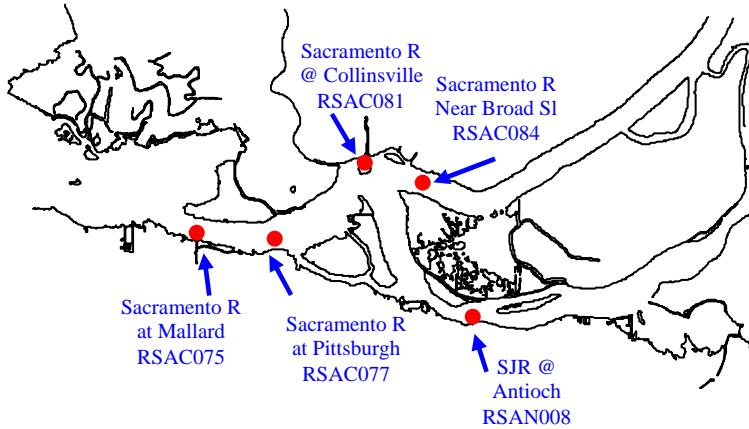 Sacramento R
@ Collinsville
RSAC081
Sacramento R
Near Broad Sl
RSAC084
Sacramento R
at Mallard
RSAC075
Sacramento R
at Pittsburgh
RSAC077
SJR @
Antioch
RSAN008